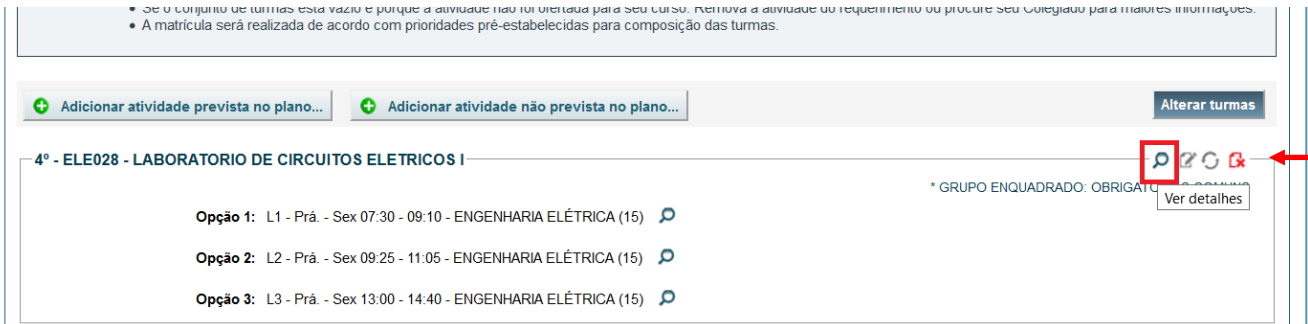 • Se o conjunto de turmas está vazio é porque a atividade não foi ofertada para seu curso. Remova a atividade do requerimento ou procure seu Colegiado para maiores informações.
• A matrícula será realizada de acordo com prioridades pré-estabelecidas para composição das turmas.
Adicionar atividade prevista no plano... Adicionar atividade não prevista no plano... Alterar turmas
4º - ELE028 - LABORATORIO DE CIRCUITOS ELETRICOS I
* GRUPO ENQUADRADO:
Ver detalhes
Opção 1: L1 - Prá. - Sex 07:30 - 09:10 - ENGENHARIA ELÉTRICA (15)
Opção 2: L2 - Prá. - Sex 09:25 - 11:05 - ENGENHARIA ELÉTRICA (15)
Opção 3: L3 - Prá. - Sex 13:00 - 14:40 - ENGENHARIA ELÉTRICA (15)